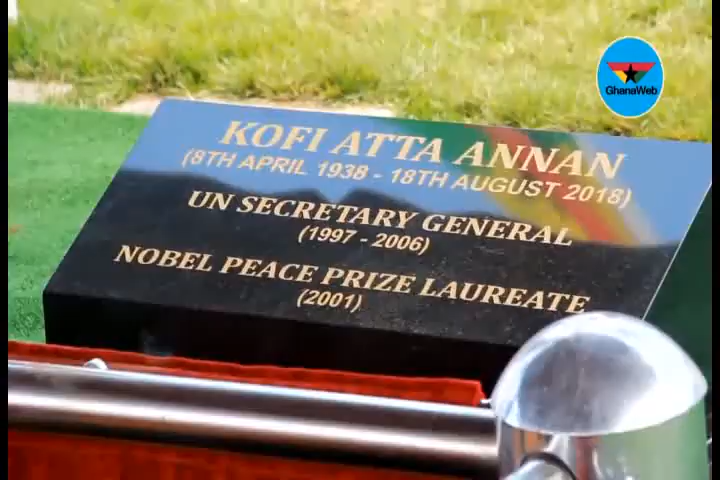 GhanaWeb
KOFI ATTA ANNAN
(8TH APRIL 1938 - 18TH AUGUST 2018)
UN SECRETARY GENERAL
(1997 - 2006)
NOBEL PEACE PRIZE LAUREATE
(2001)